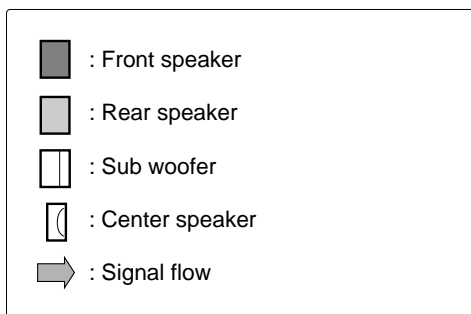 : Front speaker
: Rear speaker
: Sub woofer
: Center speaker
: Signal flow